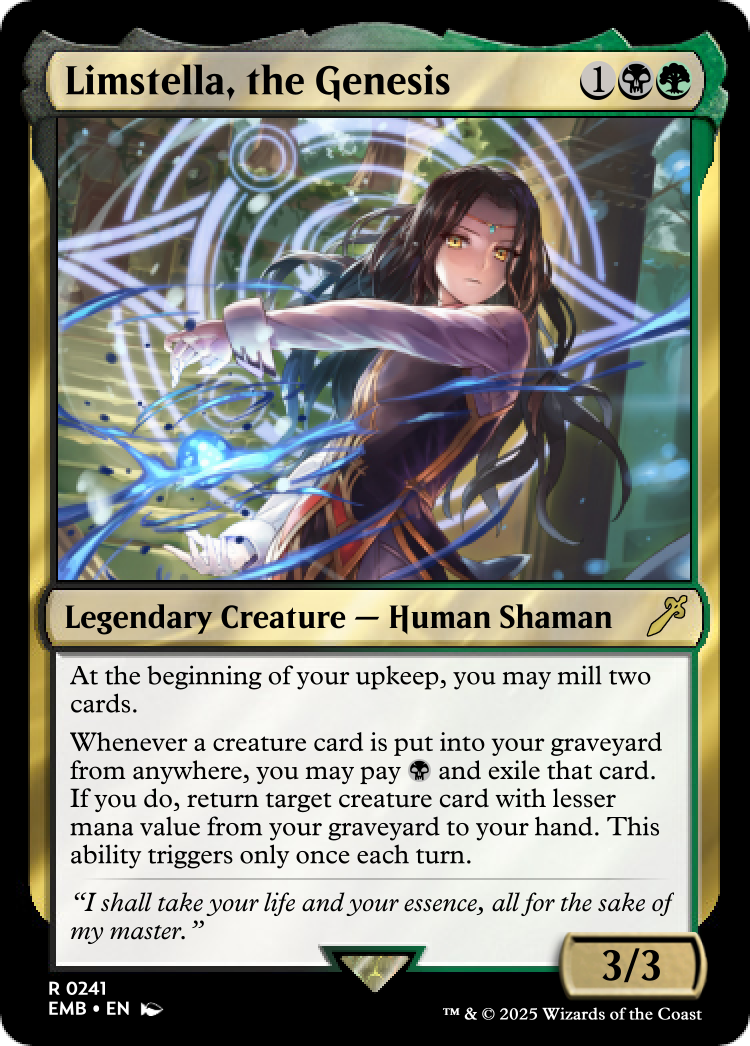 Limstella, the Genesis 1
Legendary Creature — Human Shaman
At the beginning of your upkeep, you may mill two
cards.
Whenever a creature card is put into your graveyard
from anywhere, you may pay and exile that card.
If you do, return target creature card with lesser
mana value from your graveyard to your hand. This
ability triggers only once each turn.
“I shall take your life and your essence, all for the sake of
my master.”
3/3
R 0241
EMB • EN
™ & © 2025 Wizards of the Coast